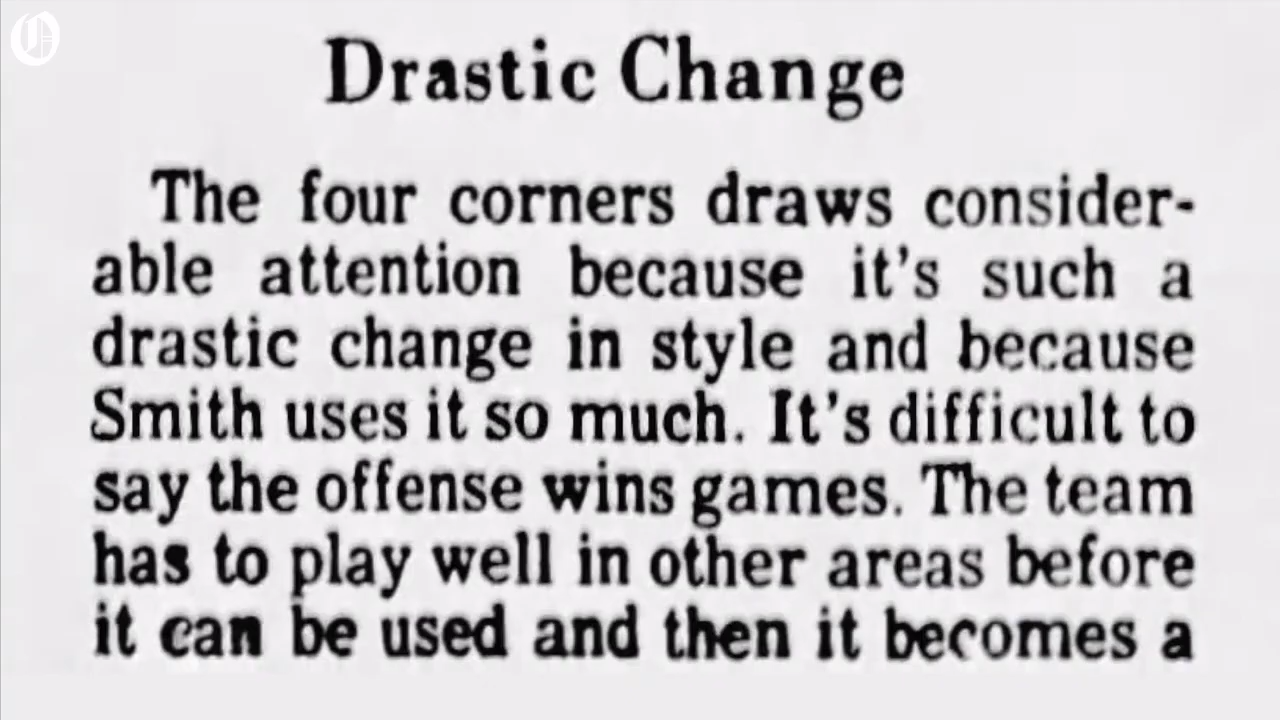 O
Drastic Change
The four corners draws consider-
able attention because it's such a
drastic change in style and because
Smith uses it so much. It's difficult to
say the offense wins games. The team
has to play well in other areas before
it can be used and then it becomes a